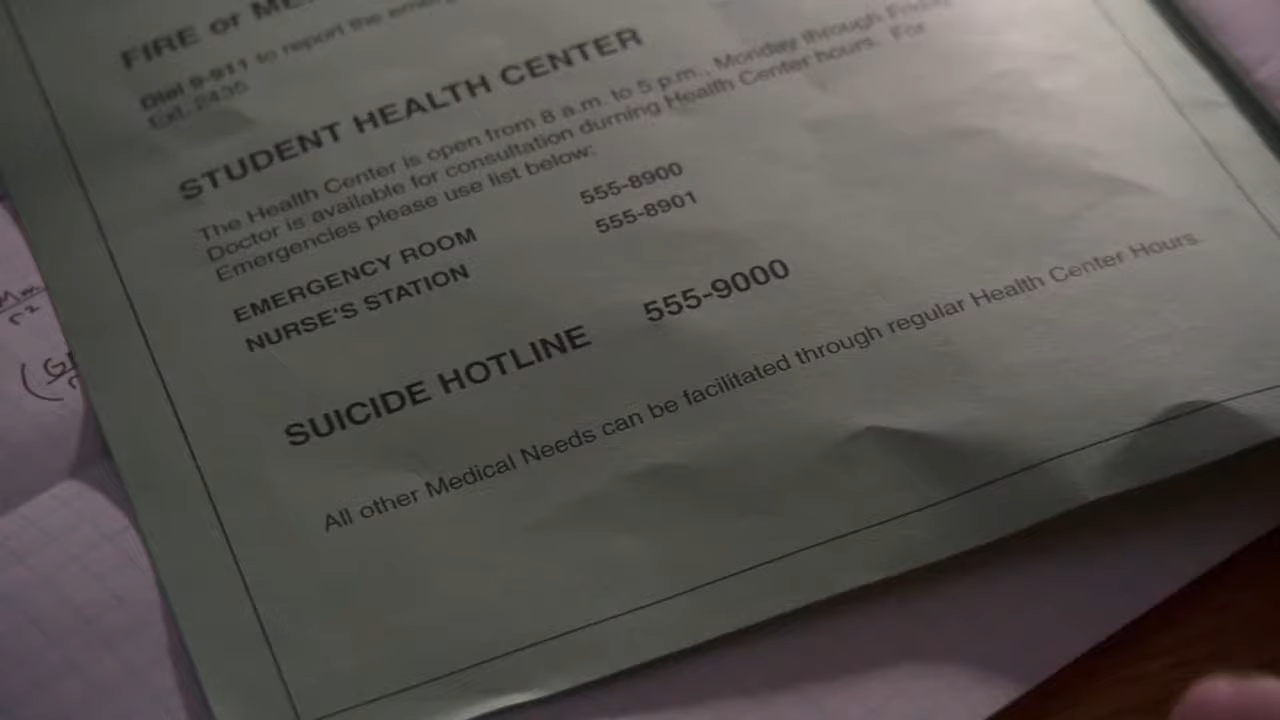 FIRE or
Dial 9-911 to report the
Ext. 2435
STUDENT HEALTH CENTER
The Health Center is open from 8 a.m. to 5 p.m., Monday through Friday
Doctor is available for consultation durning Health Center hours. For
Emergencies please use list below:
EMERGENCY ROOM 555-8900
NURSE'S STATION 555-8901
SUICIDE HOTLINE 555-9000
All other Medical Needs can be facilitated through regular Health Center Hours.